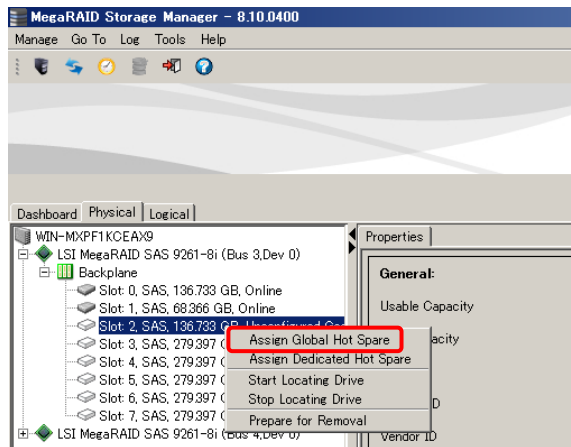 MegaRAID Storage Manager - 8.10.0400
Manage Go To Log Tools Help
Dashboard Physical Logical
WIN-MXPF1KCEAX9
LSI MegaRAID SAS 9261-8i (Bus 3,Dev 0)
Backplane
Slot: 0, SAS, 136.733 GB, Online
Slot: 1, SAS, 68.366 GB, Online
Slot: 2, SAS, 136.733 GB, Unconfigured
Slot: 3, SAS, 279.397
Slot: 4, SAS, 279.397
Slot: 5, SAS, 279.397
Slot: 6, SAS, 279.397
Slot: 7, SAS, 279.397
LSI MegaRAID SAS 9261-8i (Bus 4,Dev 0)
Assign Global Hot Spare
Assign Dedicated Hot Spare
Start Locating Drive
Stop Locating Drive
Prepare for Removal
Properties
General:
Usable Capacity
acity
D
Vendor ID